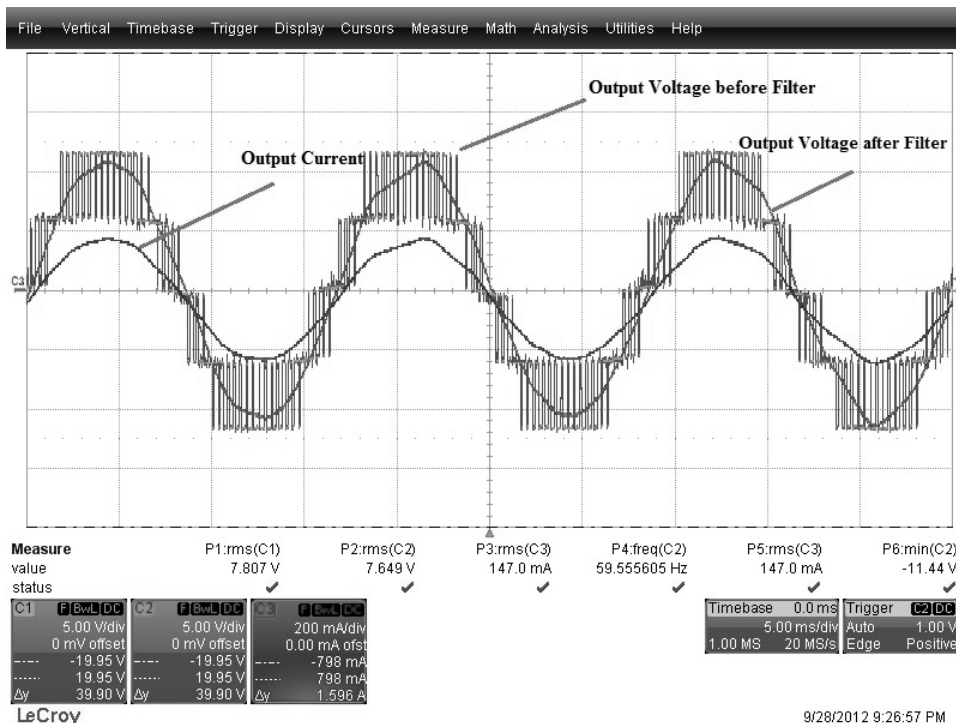 File Vertical Timebase Trigger Display Cursors Measure Math Analysis Utilities Help
Output Voltage before Filter
Output Voltage after Filter
Output Current
C3
Measure P1:rms(C1) P2:rms(C2) P3:rms(C3) P4:freq(C2) P5:rms(C3) P6:min(C2)
value 7.807 V 7.649 V 147.0 mA 59.555605 Hz 147.0 mA -11.44 V
status
C1 F BwL DC C2 F BwL DC C3 F BwL DC Timebase 0.0 ms Trigger C2 DC
5.00 V/div 5.00 V/div 200 mA/div 5.00 ms/div Auto 1.00 V
0 mV offset 0 mV offset 0.00 mA ofst 1.00 MS 20 MS/s Edge Positive
-19.95 V -19.95 V -798 mA
19.95 V 19.95 V 798 mA
Δy 39.90 V Δy 39.90 V Δy 1.596 A
LeCroy 9/28/2012 9:26:57 PM